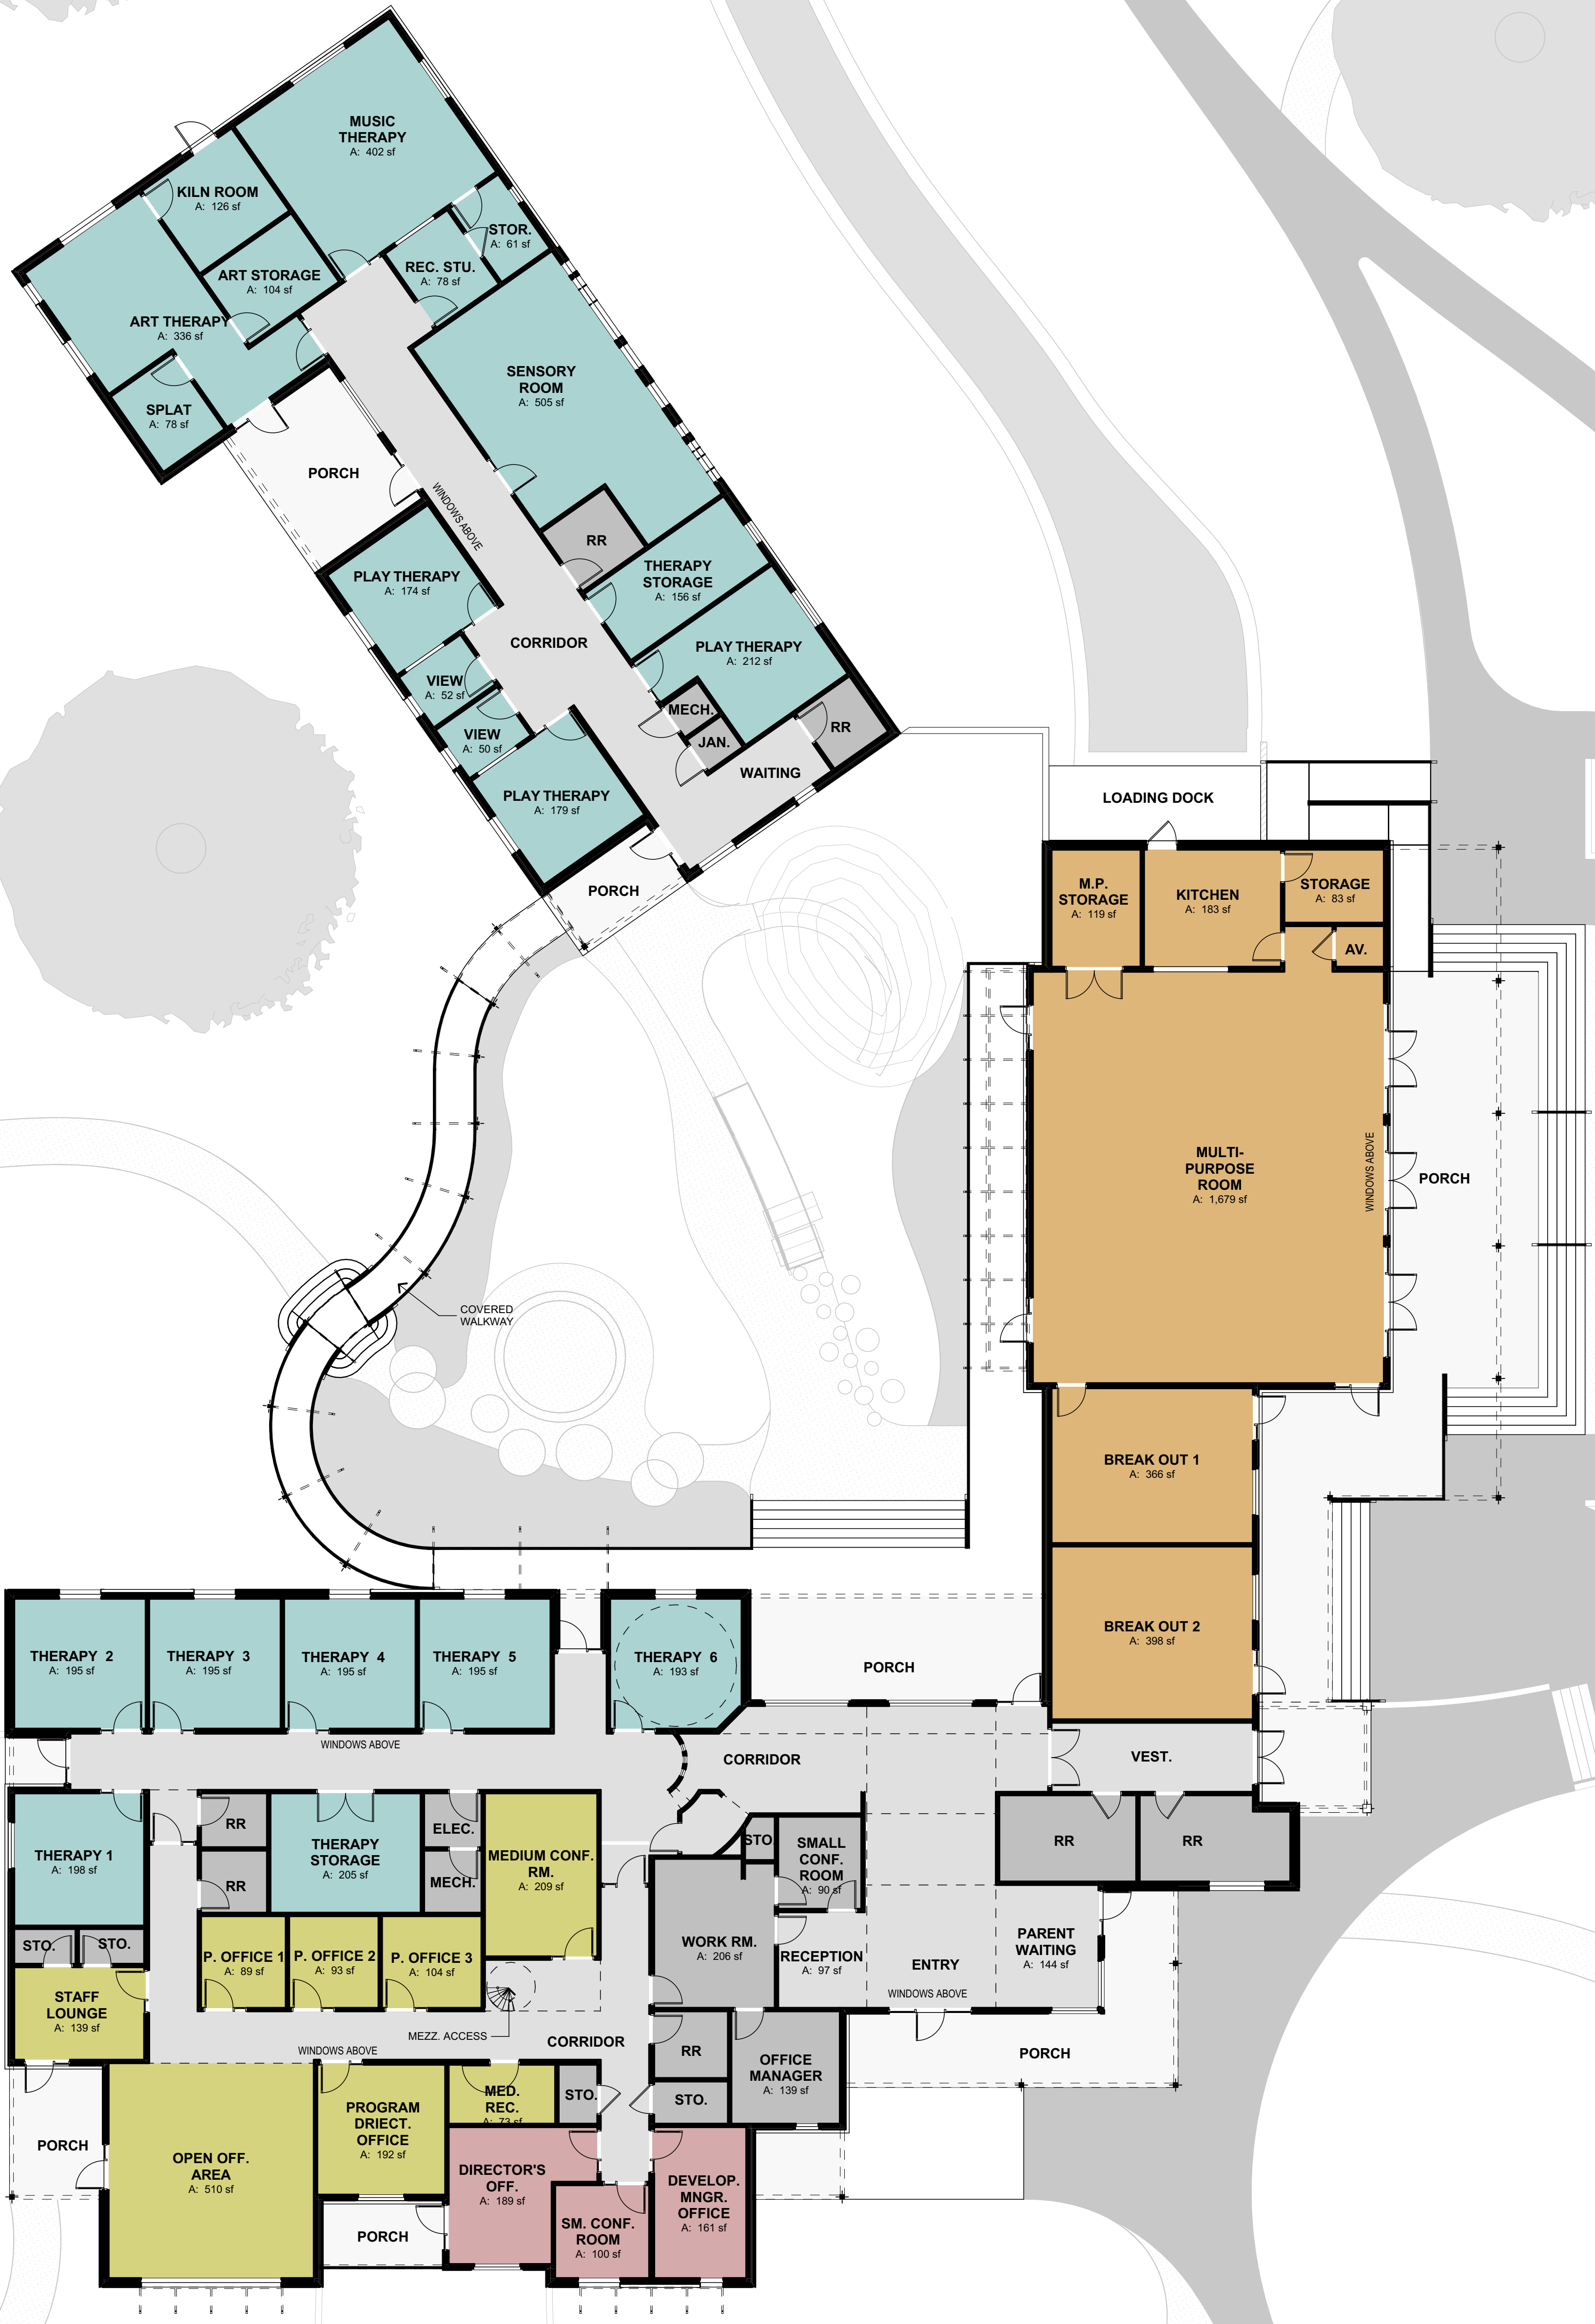 MUSIC
THERAPY
A: 402 sf
KILN ROOM
A: 126 sf
STOR.
A: 61 sf
REC. STU.
A: 78 sf
ART STORAGE
A: 104 sf
ART THERAPY
A: 336 sf
SENSORY
ROOM
A: 505 sf
SPLAT
A: 78 sf
PORCH
WINDOWS ABOVE
RR
PLAY THERAPY
A: 174 sf
THERAPY
STORAGE
A: 156 sf
CORRIDOR
PLAY THERAPY
A: 212 sf
VIEW
A: 52 sf
MECH.
VIEW
A: 50 sf
JAN.
RR
WAITING
PLAY THERAPY
A: 179 sf
PORCH
LOADING DOCK
M.P.
STORAGE
A: 119 sf
KITCHEN
A: 183 sf
STORAGE
A: 83 sf
AV.
MULTI-
PURPOSE
ROOM
A: 1,679 sf
WINDOWS ABOVE
PORCH
COVERED
WALKWAY
BREAK OUT 1
A: 366 sf
BREAK OUT 2
A: 398 sf
THERAPY 2
A: 195 sf
THERAPY 3
A: 195 sf
THERAPY 4
A: 195 sf
THERAPY 5
A: 195 sf
THERAPY 6
A: 193 sf
PORCH
WINDOWS ABOVE
CORRIDOR
VEST.
THERAPY 1
A: 198 sf
RR
RR
THERAPY
STORAGE
A: 205 sf
ELEC.
MECH.
MEDIUM CONF.
RM.
A: 209 sf
STO.
SMALL
CONF.
ROOM
A: 90 sf
RR
RR
STO.
STO.
P. OFFICE 1
A: 89 sf
P. OFFICE 2
A: 93 sf
P. OFFICE 3
A: 104 sf
WORK RM.
A: 206 sf
RECEPTION
A: 97 sf
ENTRY
WINDOWS ABOVE
PARENT
WAITING
A: 144 sf
STAFF
LOUNGE
A: 139 sf
MEZZ. ACCESS
CORRIDOR
WINDOWS ABOVE
RR
OFFICE
MANAGER
A: 139 sf
PORCH
STO.
STO.
MED.
REC.
A: 73 sf
PROGRAM
DRIECT.
OFFICE
A: 192 sf
PORCH
OPEN OFF.
AREA
A: 510 sf
DIRECTOR'S
OFF.
A: 189 sf
DEVELOP.
MNGR.
OFFICE
A: 161 sf
PORCH
SM. CONF.
ROOM
A: 100 sf